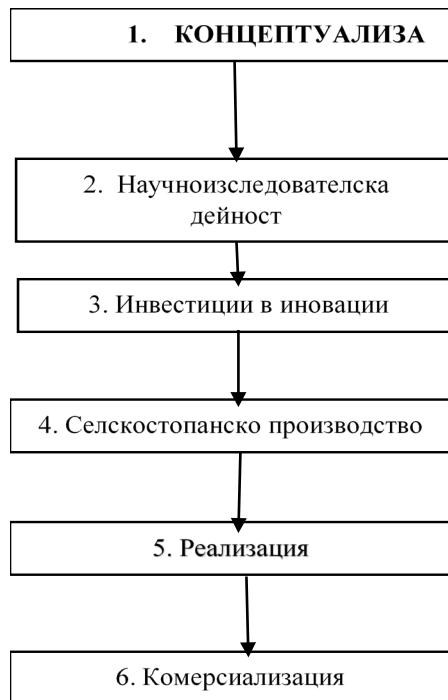 1. КОНЦЕПТУАЛИЗА
2. Научноизследователска
дейност
3. Инвестиции в иновации
4. Селскостопанско производство
5. Реализация
6. Комерсиализация